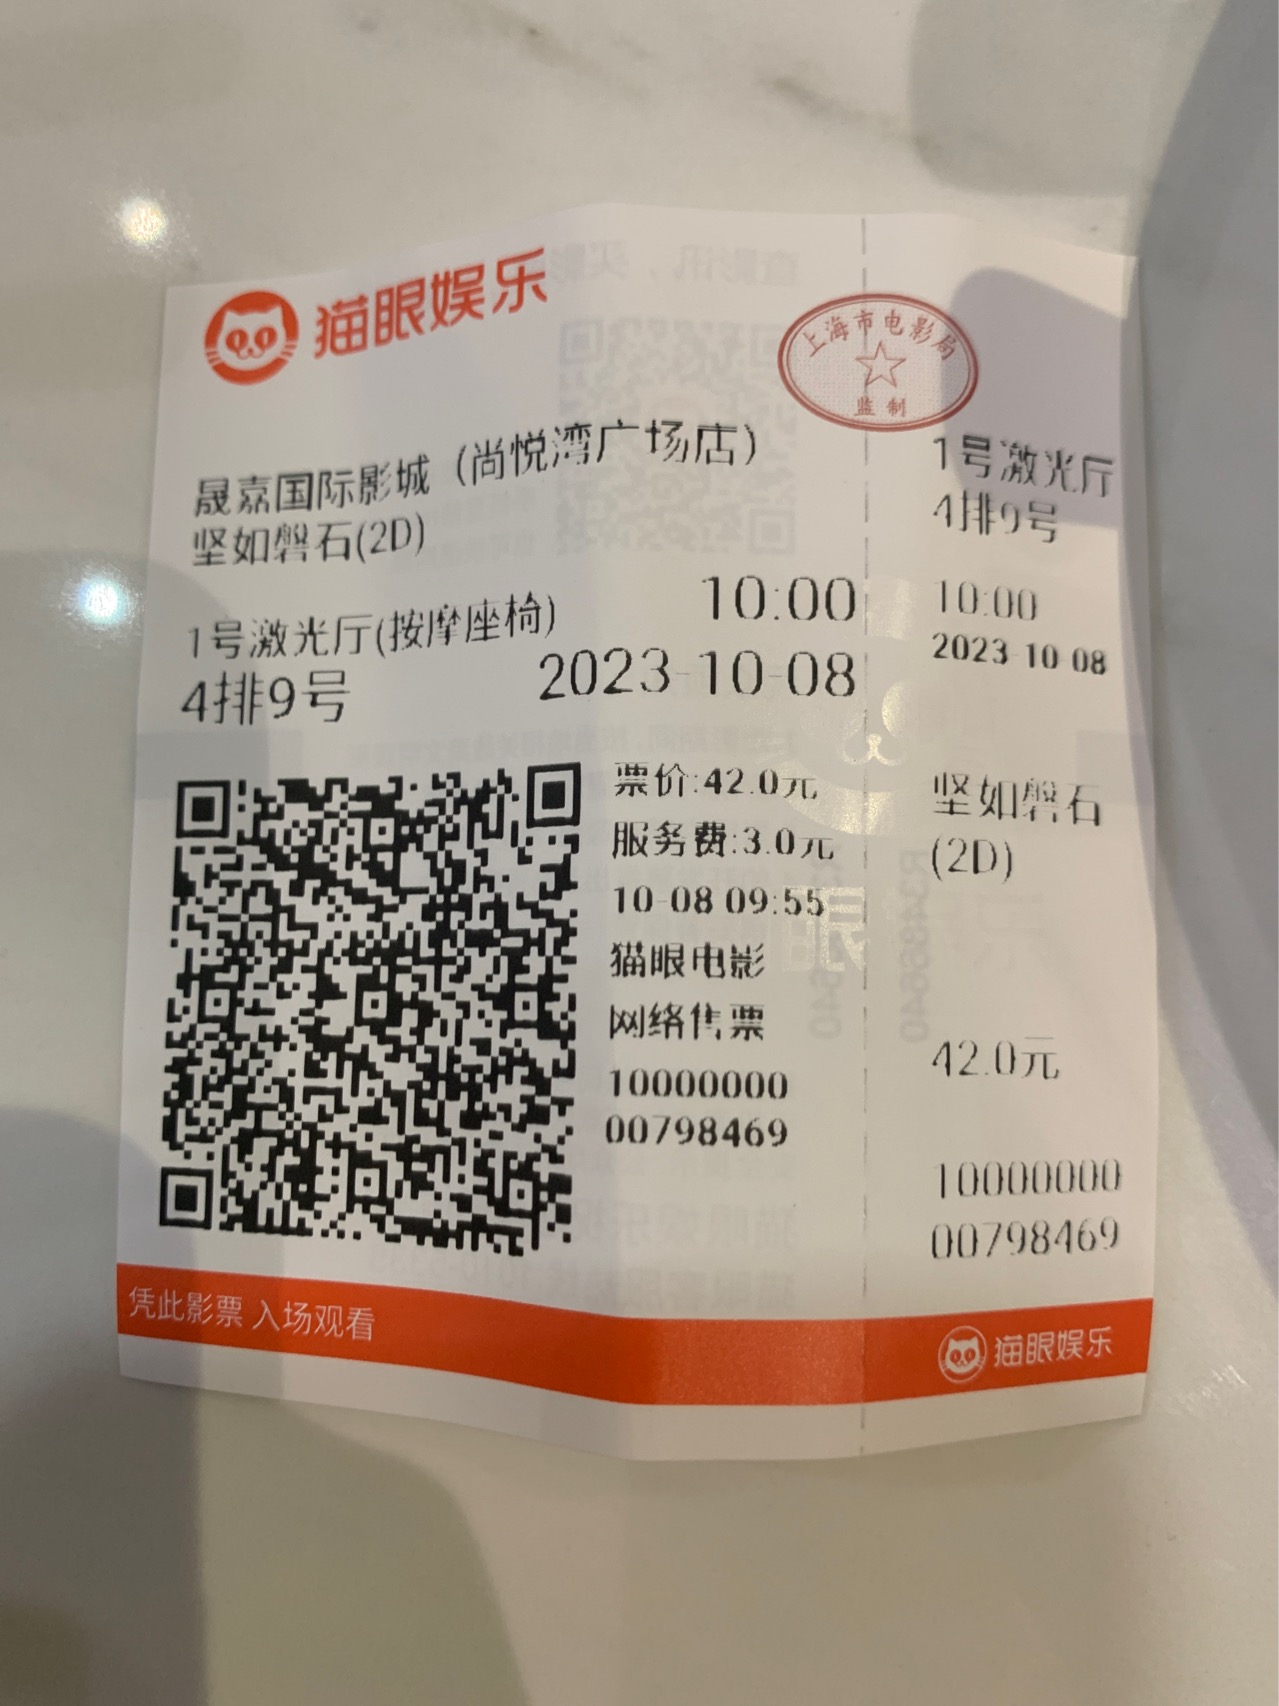 猫眼娱乐
上海市电影局
监制
晟嘉国际影城（尚悦湾广场店）
坚如磐石(2D)
1号激光厅(按摩座椅)
10:00
4排9号
2023-10-08
票价:42.0元
服务费:3.0元
10-08 09:55
猫眼电影
网络售票
10000000
00798469
1号激光厅
4排9号
10:00
2023-10-08
坚如磐石
(2D)
42.0元
10000000
00798469
凭此影票 入场观看
猫眼娱乐